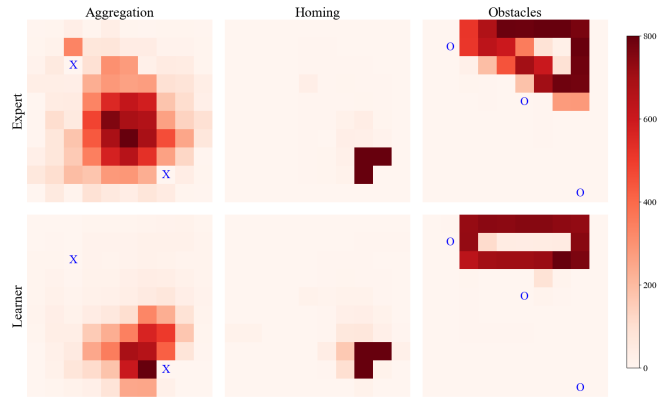 Aggregation Homing Obstacles
Expert
X
X
O
O
O
Learner
X
X
O
O
O
800
600
400
200
0